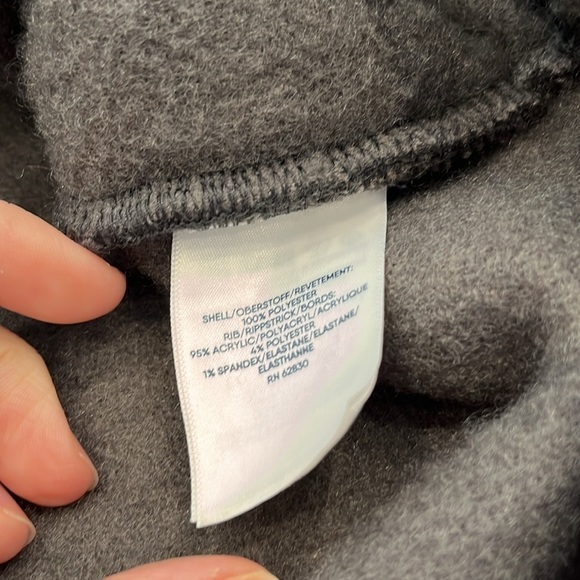 SHELL/OBERSTOFF/REVETEMENT:
100% POLYESTER
RIB/RIPPSTRICK/BORDS:
95% ACRYLIC/POLYACRYL/ACRYLIQUE
4% POLYESTER
1% SPANDEX/ELASTANE/ELASTANE/
ELASTHANNE
RN 62830